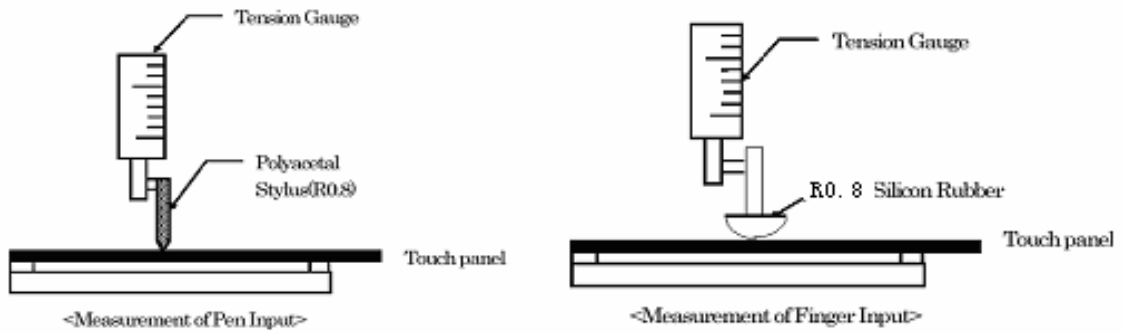 Tension Gauge
Polyacetal
Stylus(R0.8)
Touch panel
<Measurement of Pen Input>
Tension Gauge
R0.8 Silicon Rubber
Touch panel
<Measurement of Finger Input>